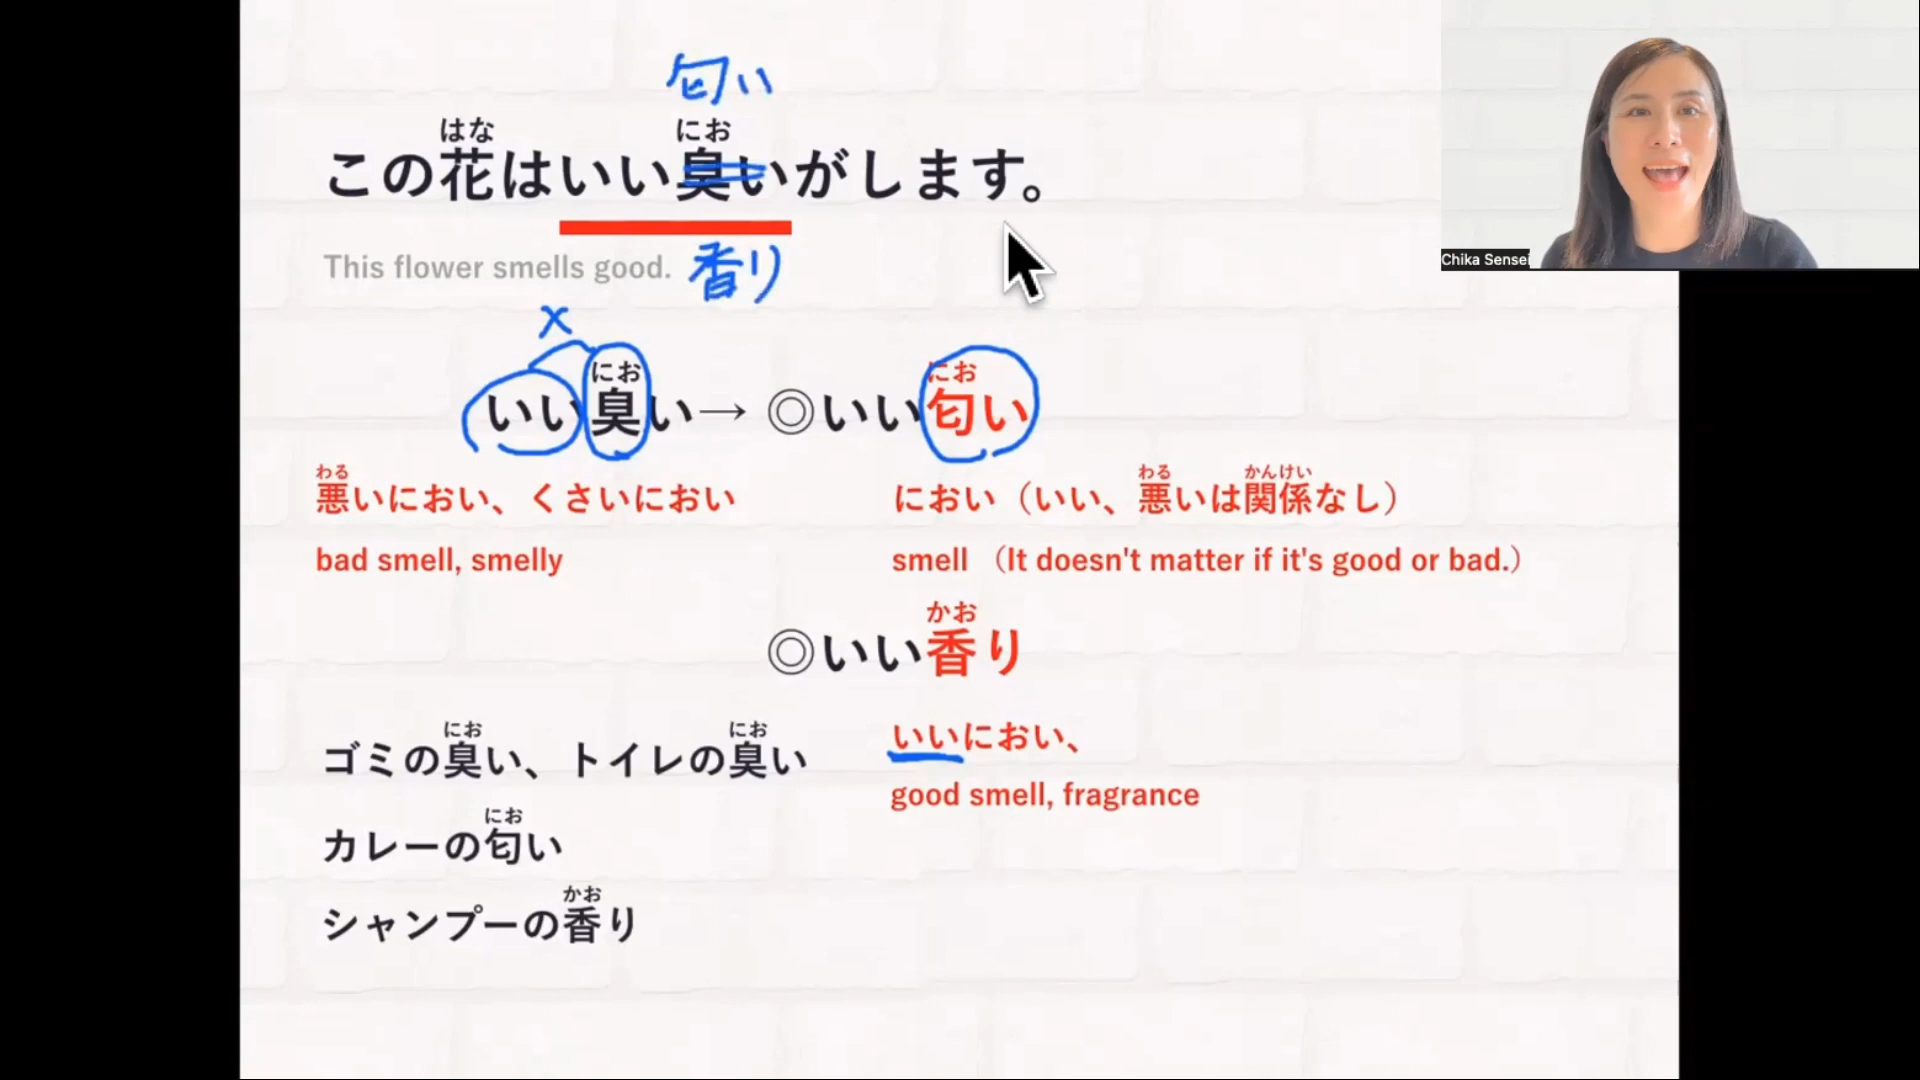 匂い
はな にお
この花はいい臭いがします。
This flower smells good.
香り
Chika Sensei
×
にお にお
いい臭い→◎いい匂い
わる
悪いにおい、くさいにおい
bad smell, smelly
わる かんけい
におい（いい、悪いは関係なし）
smell （It doesn't matter if it's good or bad.）
かお
◎いい香り
いいにおい、
good smell, fragrance
にお にお
ゴミの臭い、トイレの臭い
にお
カレーの匂い
かお
シャンプーの香り